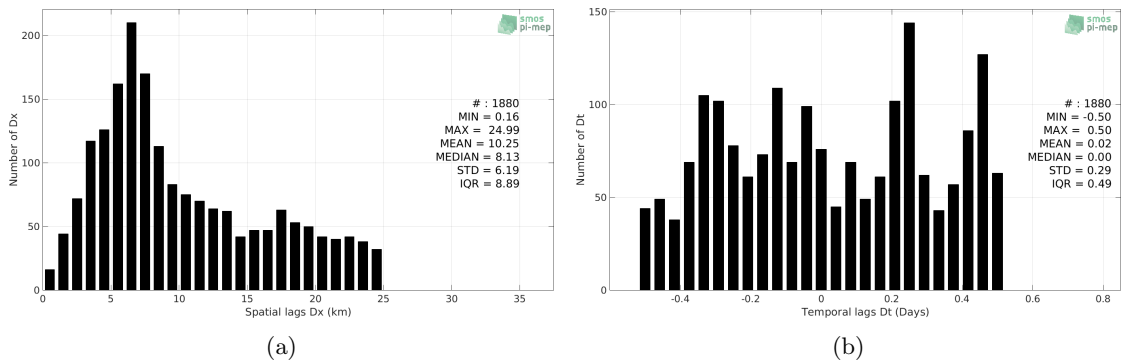 200
150
100
50
0
Number of Dx
0 5 10 15 20 25 30 35
Spatial lags Dx (km)
smos
pi-mep
# : 1880
MIN = 0.16
MAX = 24.99
MEAN = 10.25
MEDIAN = 8.13
STD = 6.19
IQR = 8.89
(a)
150
100
50
0
Number of Dt
-0.4 -0.2 0 0.2 0.4 0.6 0.8
Temporal lags Dt (Days)
smos
pi-mep
# : 1880
MIN = -0.50
MAX = 0.50
MEAN = 0.02
MEDIAN = 0.00
STD = 0.29
IQR = 0.49
(b)